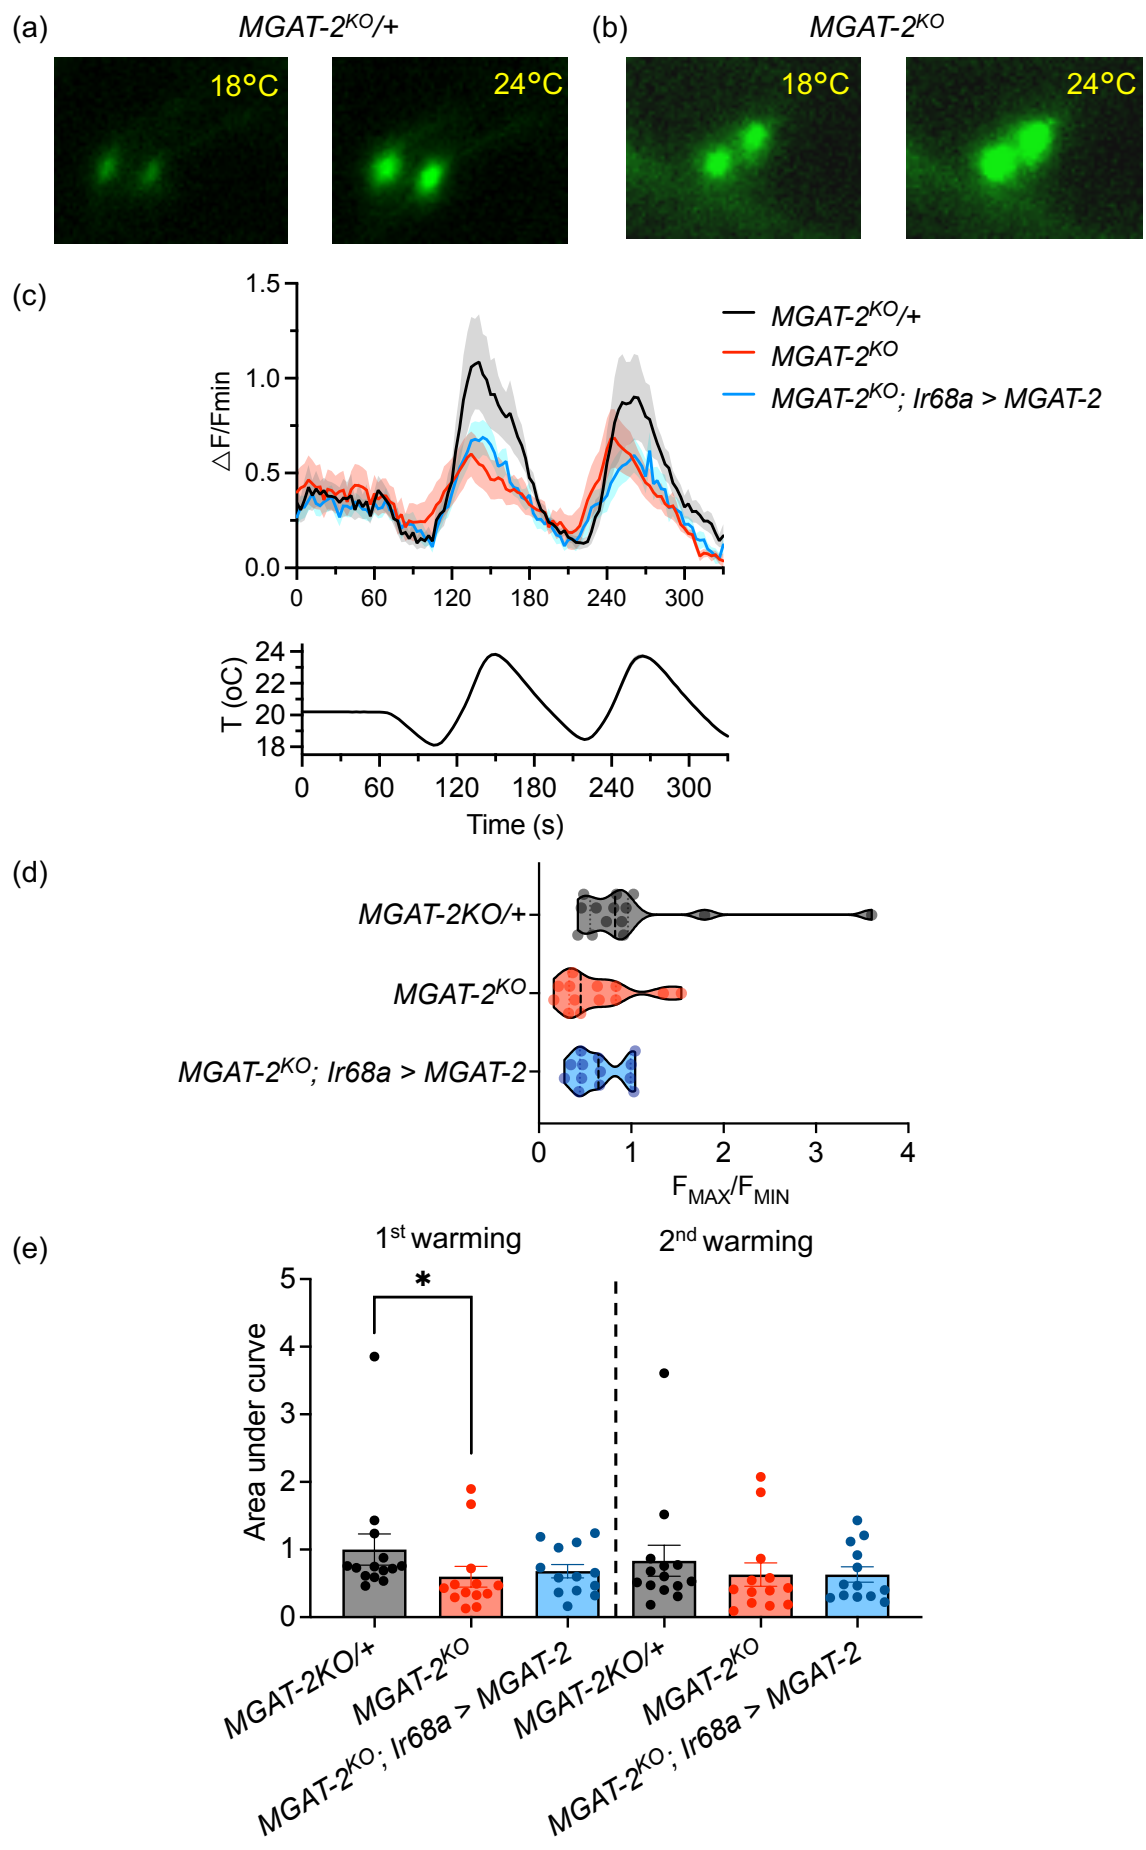 (a) MGAT-2KO/+ (b) MGAT-2KO
18°C 24°C 18°C 24°C
(c)
1.5
1.0
0.5
0.0
△F/Fmin
0 60 120 180 240 300
MGAT-2KO/+
MGAT-2KO
MGAT-2KO; Ir68a > MGAT-2
24
22
20
18
T (oC)
0 60 120 180 240 300
Time (s)
(d)
MGAT-2KO/+
MGAT-2KO
MGAT-2KO; Ir68a > MGAT-2
0 1 2 3 4
FMAX/FMIN
(e)
1st warming 2nd warming
*
5
4
3
2
1
0
Area under curve
MGAT-2KO/+
MGAT-2KO
MGAT-2KO; Ir68a > MGAT-2
MGAT-2KO/+
MGAT-2KO
MGAT-2KO; Ir68a > MGAT-2